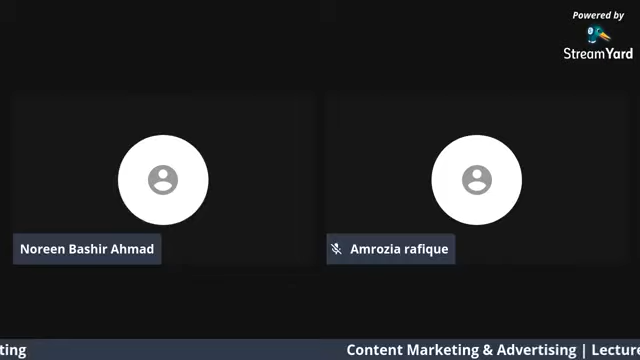 Powered by
StreamYard
Noreen Bashir Ahmad
Amrozia rafique
ting Content Marketing & Advertising | Lecture